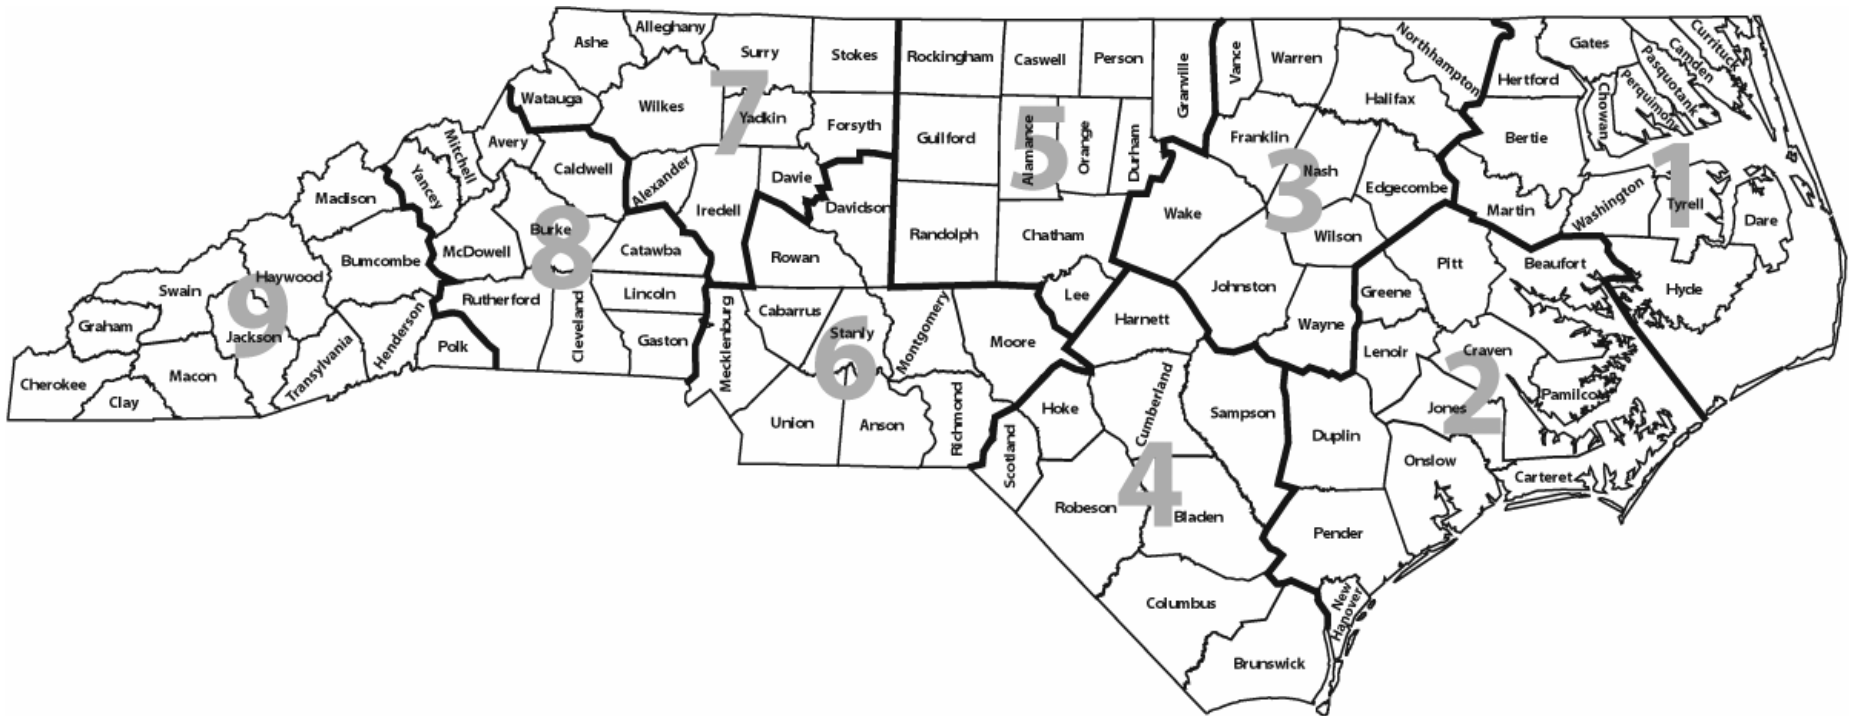 Ashe
Alleghany
Surry
Stokes
Rockingham
Caswell
Person
Granville
Vance
Warren
Northhampton
Gates
Currituck
Camden
Pasquotank
Perquimons
Chowan
Hertford
Halifax
Bertie
Watauga
Wilkes
7
Yadkin
Forsyth
Guilford
Alamance
5
Orange
Durham
Franklin
3
Nash
Edgecombe
Martin
Washington
1
Tyrell
Dare
Mitchell
Avery
Caldwell
Alexander
Iredell
Davie
Davidson
Randolph
Chatham
Wake
Wilson
Madison
Yancey
McDowell
Burke
8
Catawba
Rowan
Johnston
Pitt
Beaufort
Hyde
Bumcombe
Haywood
Swain
9
Jackson
Graham
Rutherford
Cleveland
Lincoln
Gaston
Mecklenburg
Cabarrus
Stanly
6
Montgomery
Moore
Lee
Harnett
Wayne
Greene
Lenoir
Craven
2
Jones
Pamilco
Cherokee
Clay
Macon
Transylvania
Henderson
Polk
Union
Anson
Richmond
Scotland
Hoke
Cumberland
Sampson
Duplin
Onslow
Carteret
Robeson
4
Bladen
Pender
Columbus
New
Hanover
Brunswick